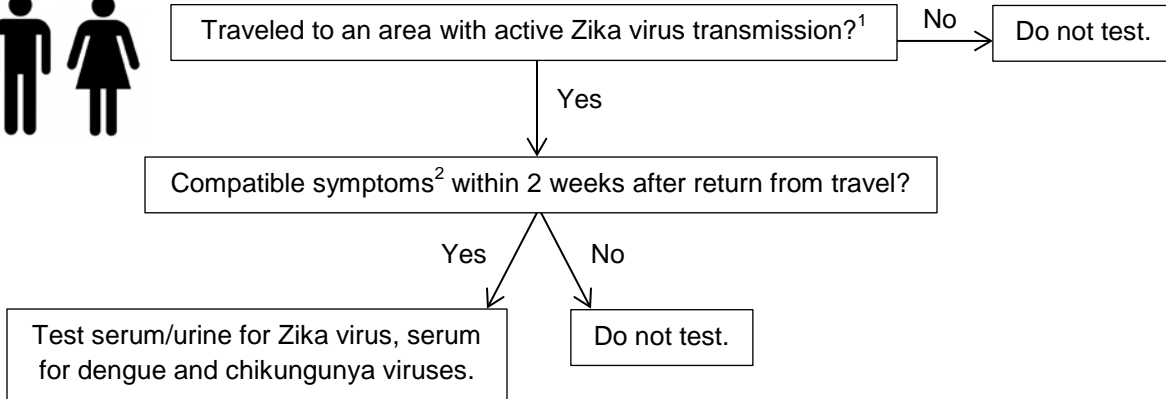 Traveled to an area with active Zika virus transmission?¹
No
Do not test.
Yes
Compatible symptoms² within 2 weeks after return from travel?
Yes
No
Test serum/urine for Zika virus, serum
for dengue and chikungunya viruses.
Do not test.